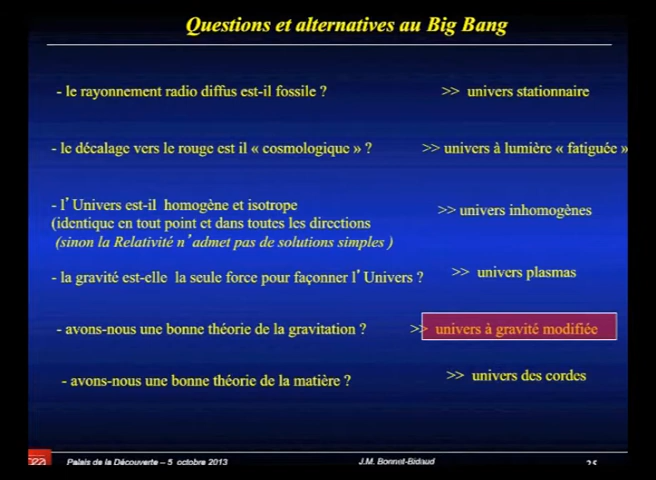 Questions et alternatives au Big Bang
- le rayonnement radio diffus est-il fossile ? >> univers stationnaire
- le décalage vers le rouge est il « cosmologique » ? >> univers à lumière « fatiguée »
- l'Univers est-il homogène et isotrope
(identique en tout point et dans toutes les directions >> univers inhomogènes
(sinon la Relativité n'admet pas de solutions simples )
- la gravité est-elle la seule force pour façonner l'Univers ? >> univers plasmas
- avons-nous une bonne théorie de la gravitation ? >> univers à gravité modifiée
- avons-nous une bonne théorie de la matière ? >> univers des cordes
Palais de la Découverte – 5 octobre 2013 J.M. Bonnet-Bidaud